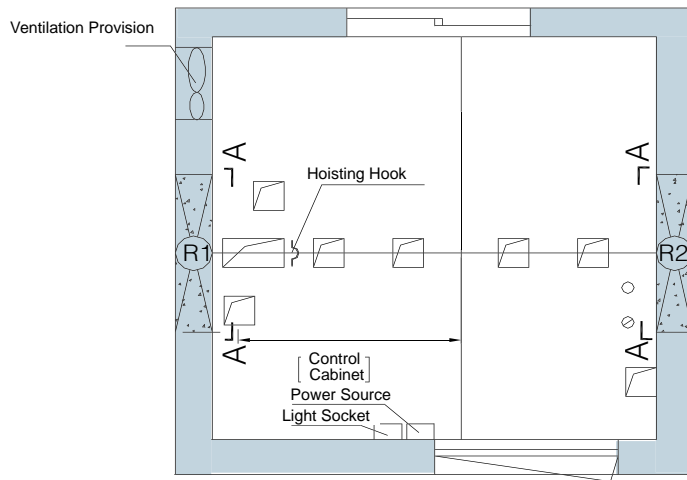 Ventilation Provision
A
A
Hoisting Hook
R1
R2
A
A
Control
Cabinet
Power Source
Light Socket